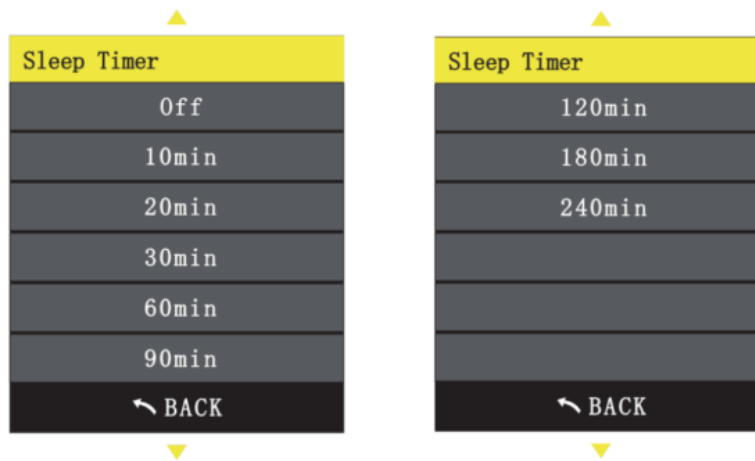 Sleep Timer
Off
10min
20min
30min
60min
90min
BACK
Sleep Timer
120min
180min
240min
BACK